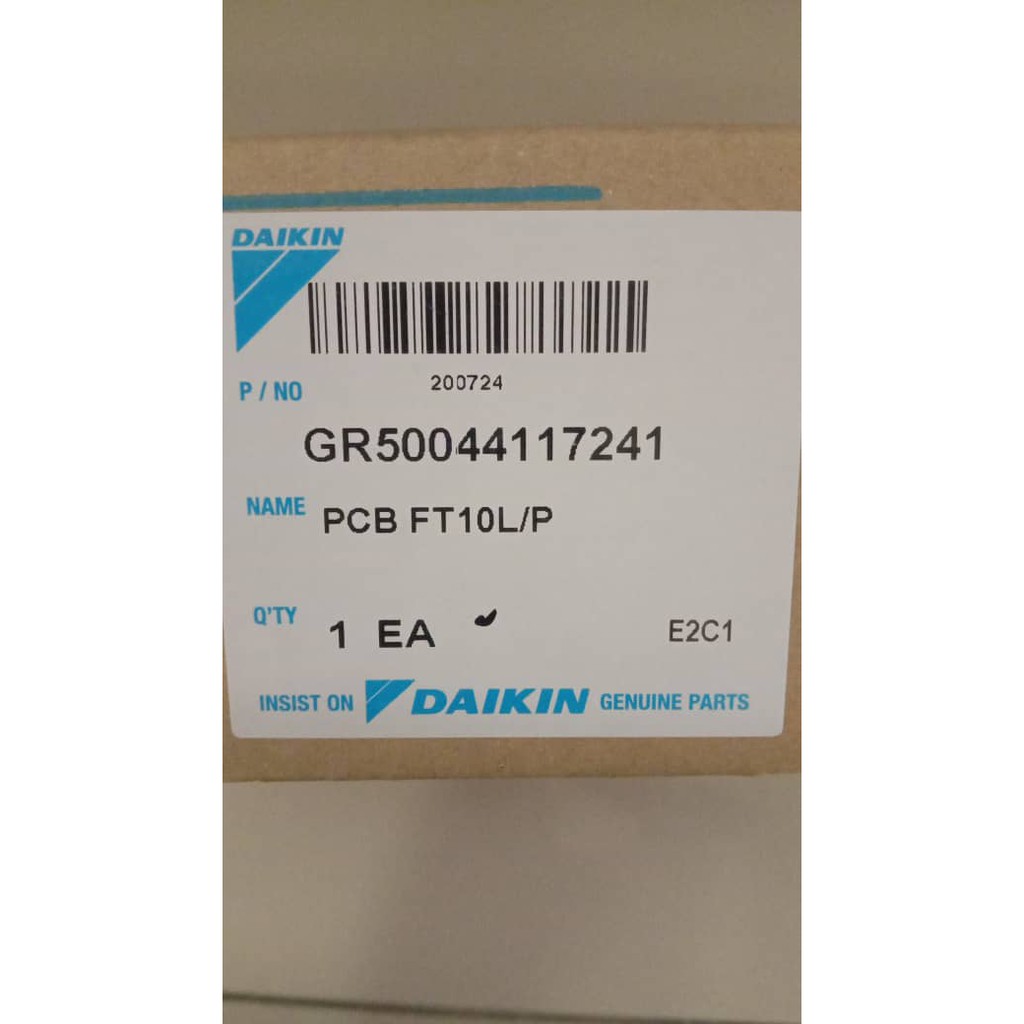 DAIKIN
200724
P / NO
GR50044117241
NAME PCB FT10L/P
Q'TY 1 EA E2C1
INSIST ON DAIKIN GENUINE PARTS